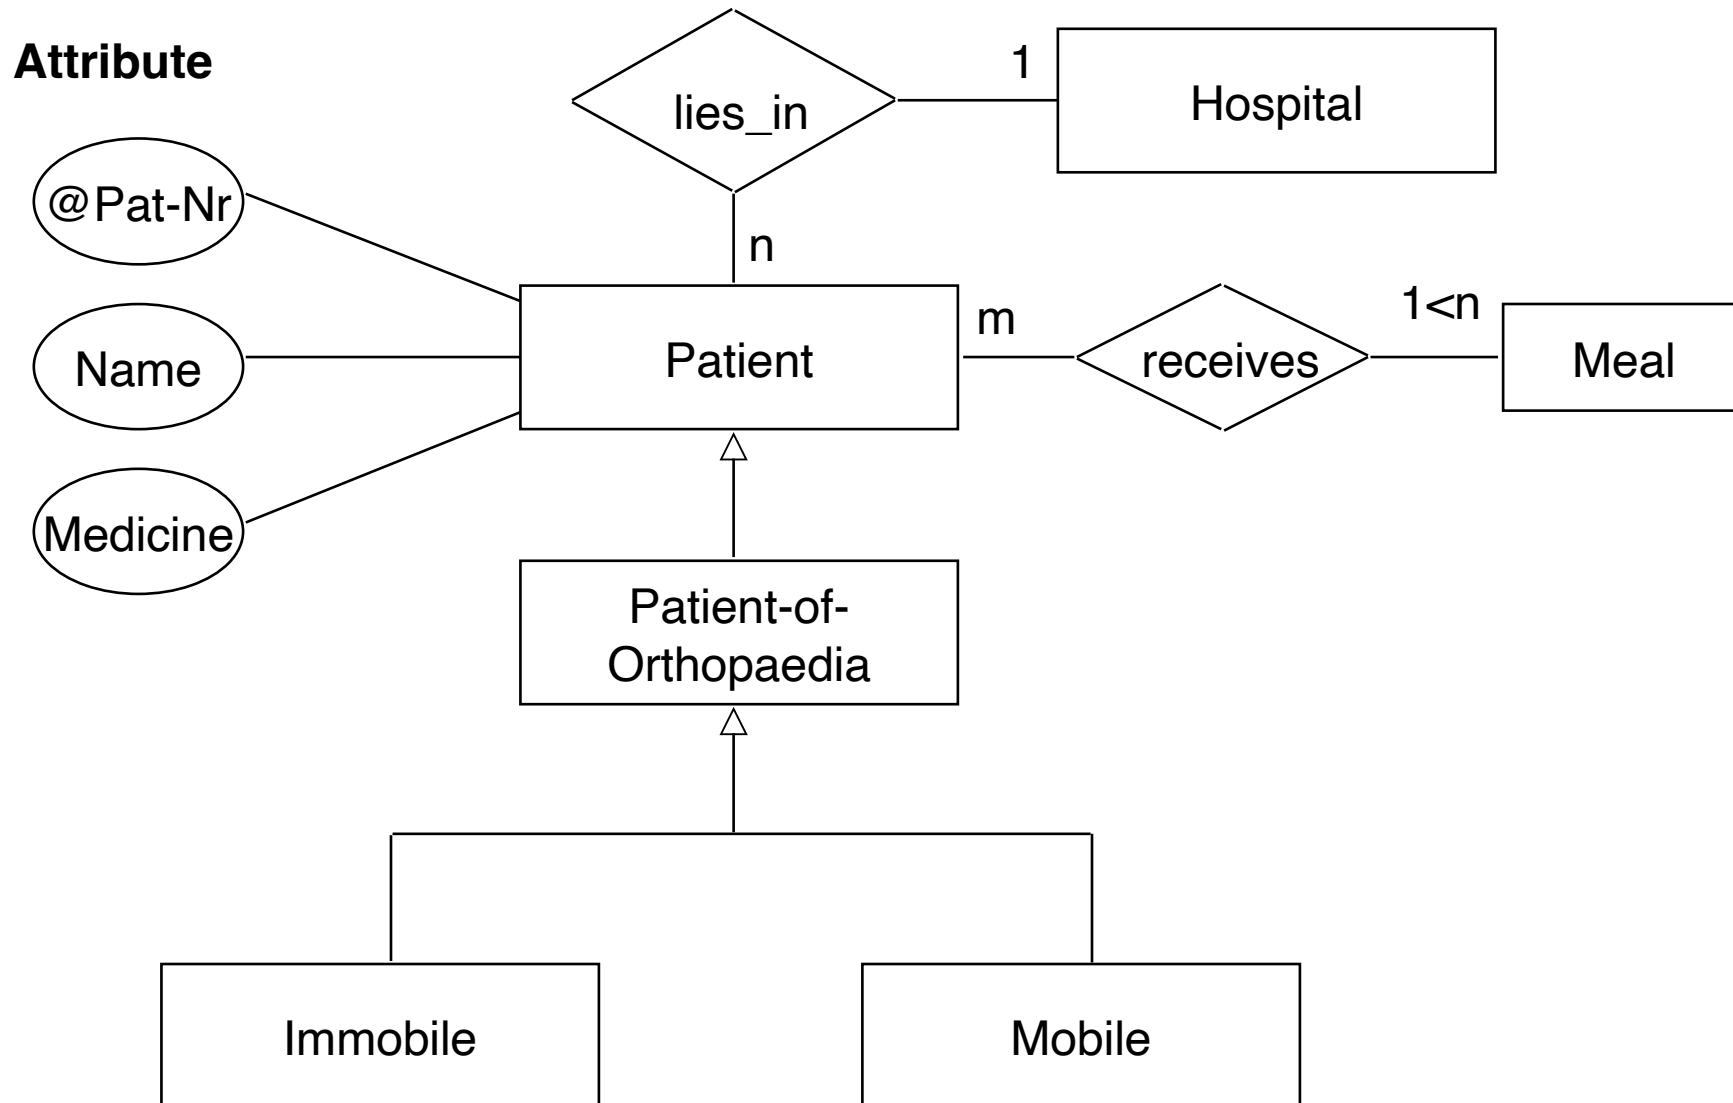 Attribute
lies_in
1
Hospital
@Pat-Nr
n
Name
Patient
m
receives
1<n
Meal
Medicine
Patient-of-
Orthopaedia
Immobile
Mobile